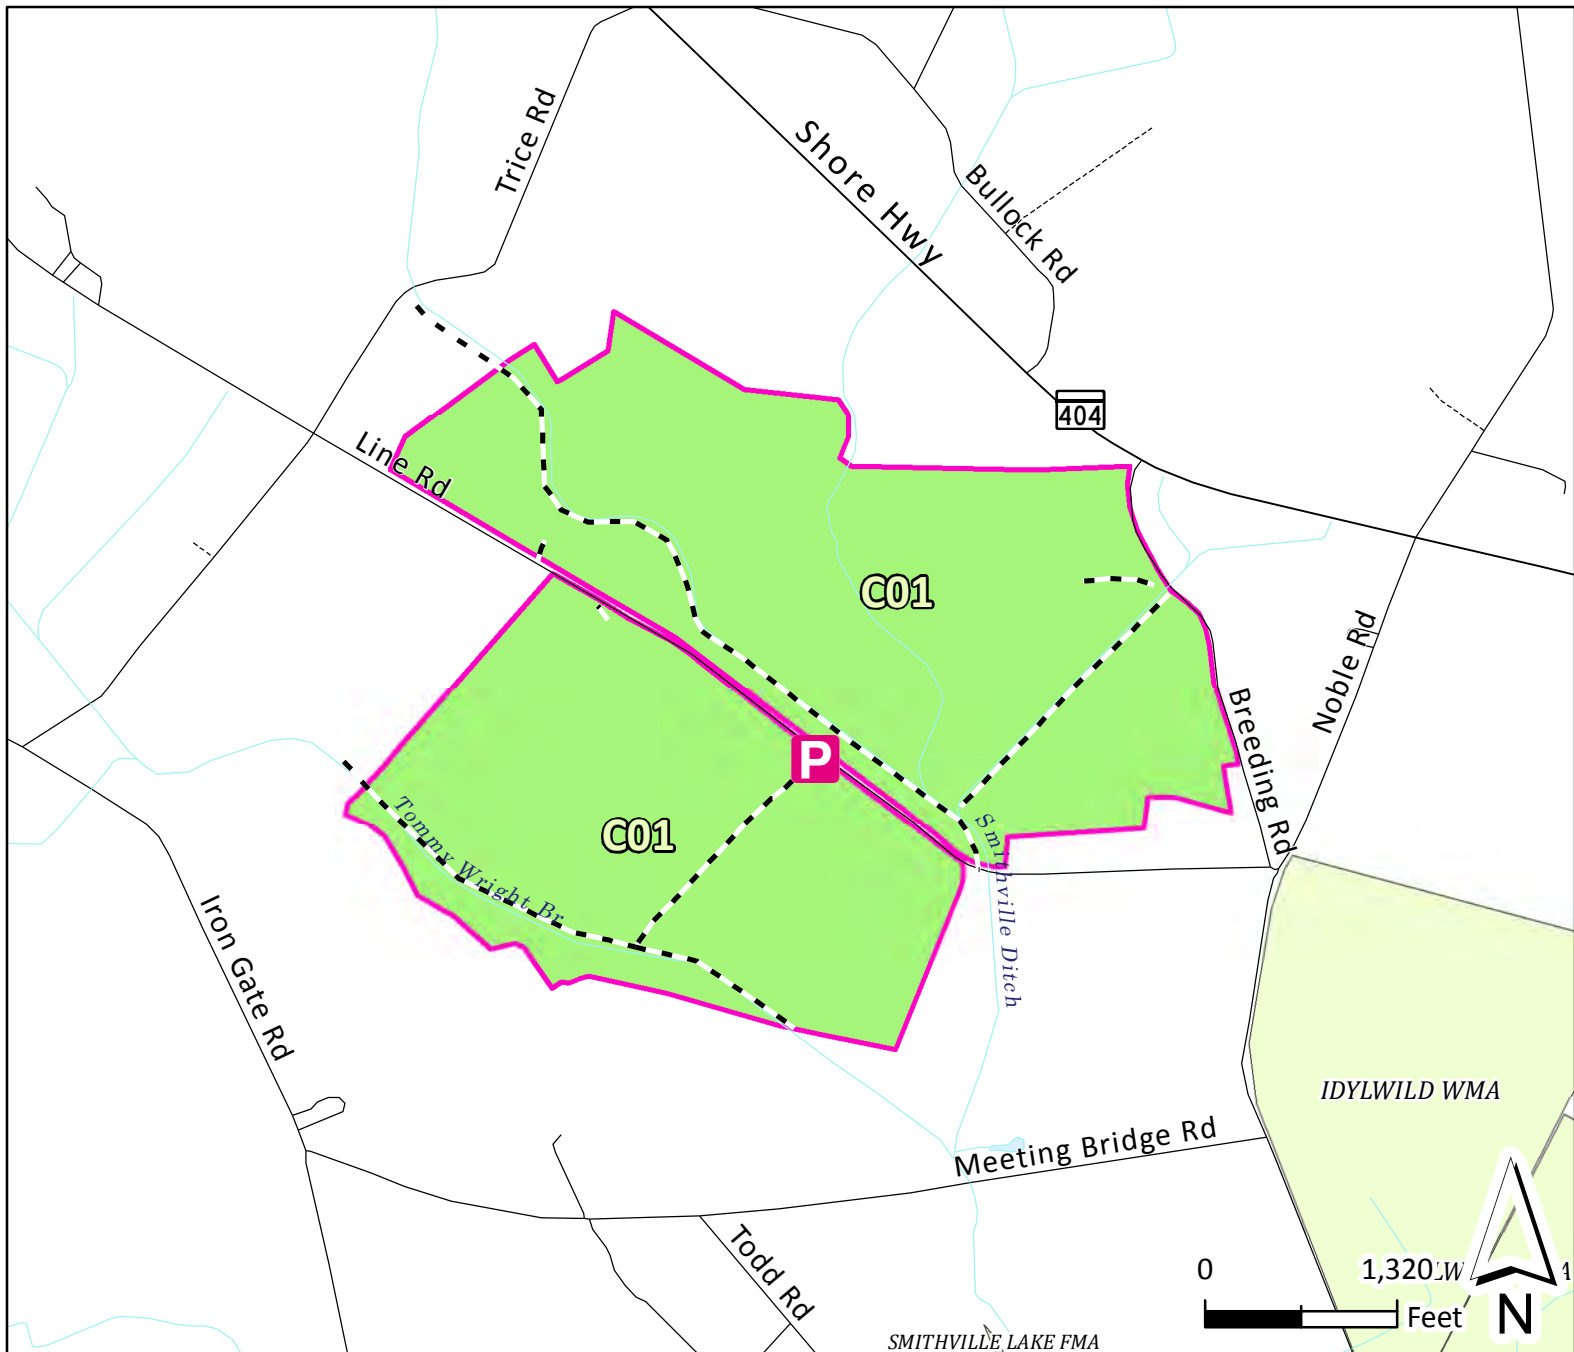 Trice Rd
Shore Hwy
Bullock Rd
404
Line Rd
C01
Noble Rd
Breeding Rd
P
C01
Tommy Wright Br
Smithville Ditch
Iron Gate Rd
IDYLWILD WMA
Meeting Bridge Rd
Todd Rd
0 1,320
Feet
N
SMITHVILLE LAKE FMA